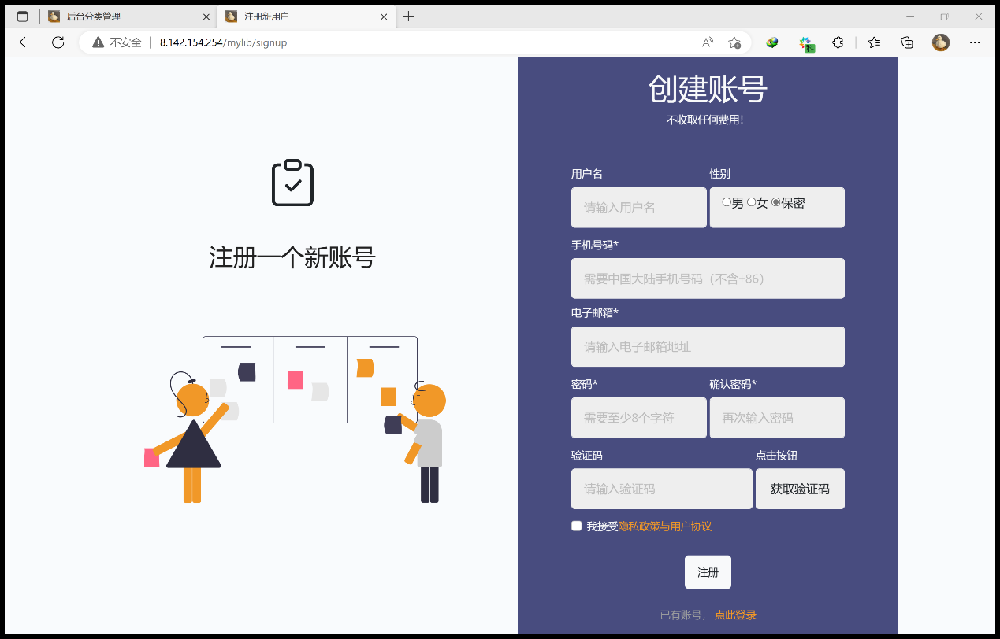 后台分类管理
注册新用户
不安全
8.142.154.254/mylib/signup
科
注册一个新账号
创建账号
不收取任何费用！
用户名 性别
请输入用户名 男 女 保密
手机号码*
需要中国大陆手机号码（不含+86）
电子邮箱*
请输入电子邮箱地址
密码* 确认密码*
需要至少8个字符 再次输入密码
验证码 点击按钮
请输入验证码 获取验证码
我接受隐私政策与用户协议
注册
已有账号， 点此登录